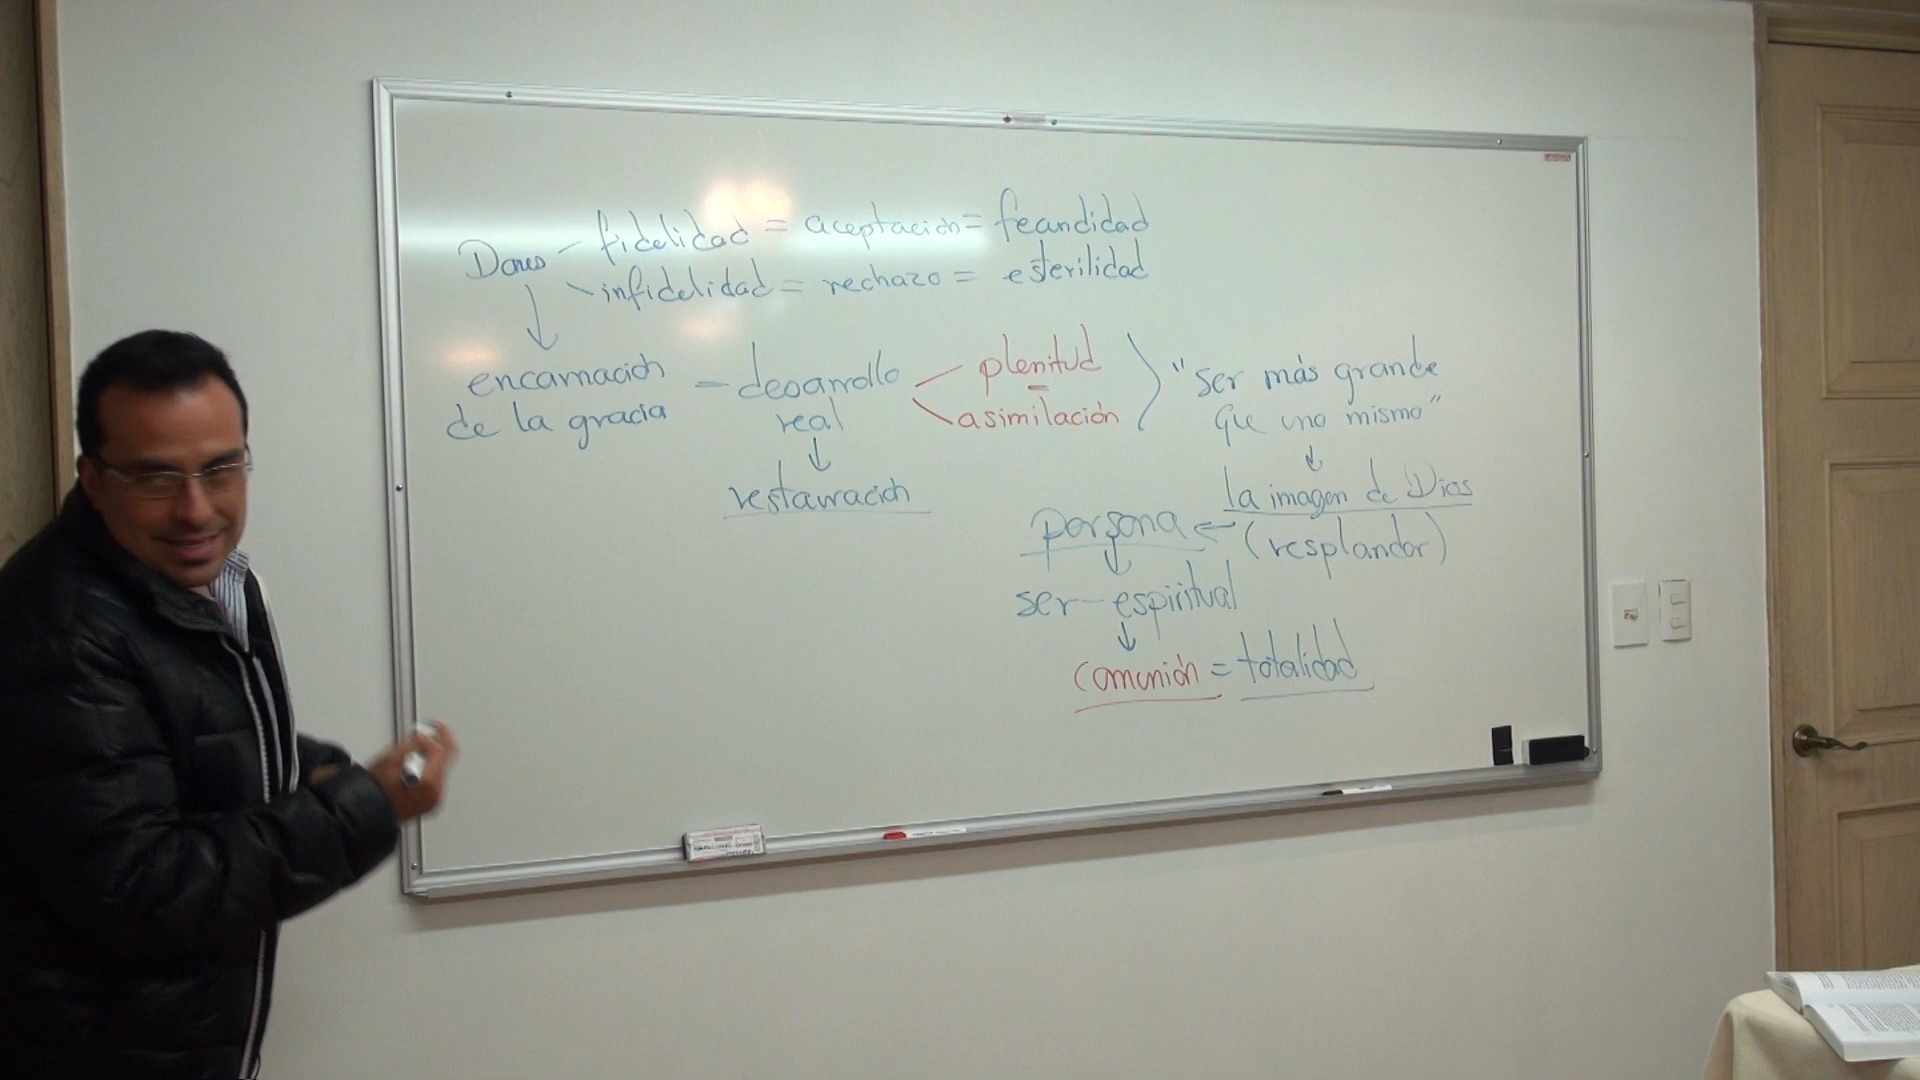 Dones – fidelidad = aceptación = fecundidad
infidelidad = rechazo = esterilidad
↓
encarnación – desarrollo < plenitud ) "ser más grande
de la gracia real asimilación que uno mismo"
↓ ↓
restauración la imagen de Dios
persona ← (resplandor)
↓
ser-espiritual
↓
comunión = totalidad